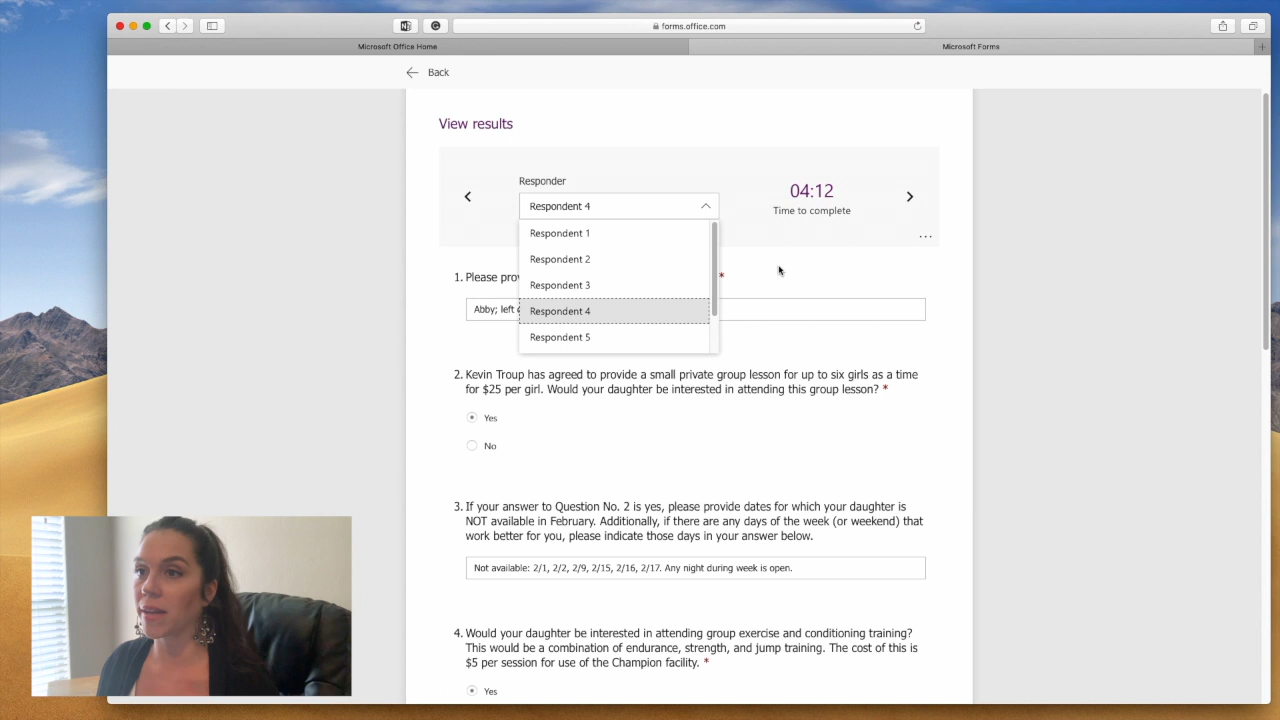 forms.office.com
Microsoft Office Home
Microsoft Forms
Back
View results
Responder
Respondent 4
04:12
Time to complete
Respondent 1
Respondent 2
Respondent 3
Respondent 4
Respondent 5
1. Please *
Abby; left
2. Kevin Troup has agreed to provide a small private group lesson for up to six girls as a time
for $25 per girl. Would your daughter be interested in attending this group lesson? *
Yes
No
3. If your answer to Question No. 2 is yes, please provide dates for which your daughter is
NOT available in February. Additionally, if there are any days of the week (or weekend) that
work better for you, please indicate those days in your answer below.
Not available: 2/1, 2/2, 2/9, 2/15, 2/16, 2/17. Any night during week is open.
4. Would your daughter be interested in attending group exercise and conditioning training?
This would be a combination of endurance, strength, and jump training. The cost of this is
$5 per session for use of the Champion facility. *
Yes